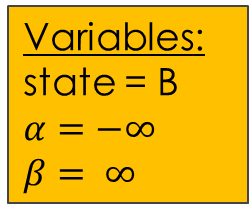 Variables:
state = B
𝛼 = −∞
𝛽 = ∞